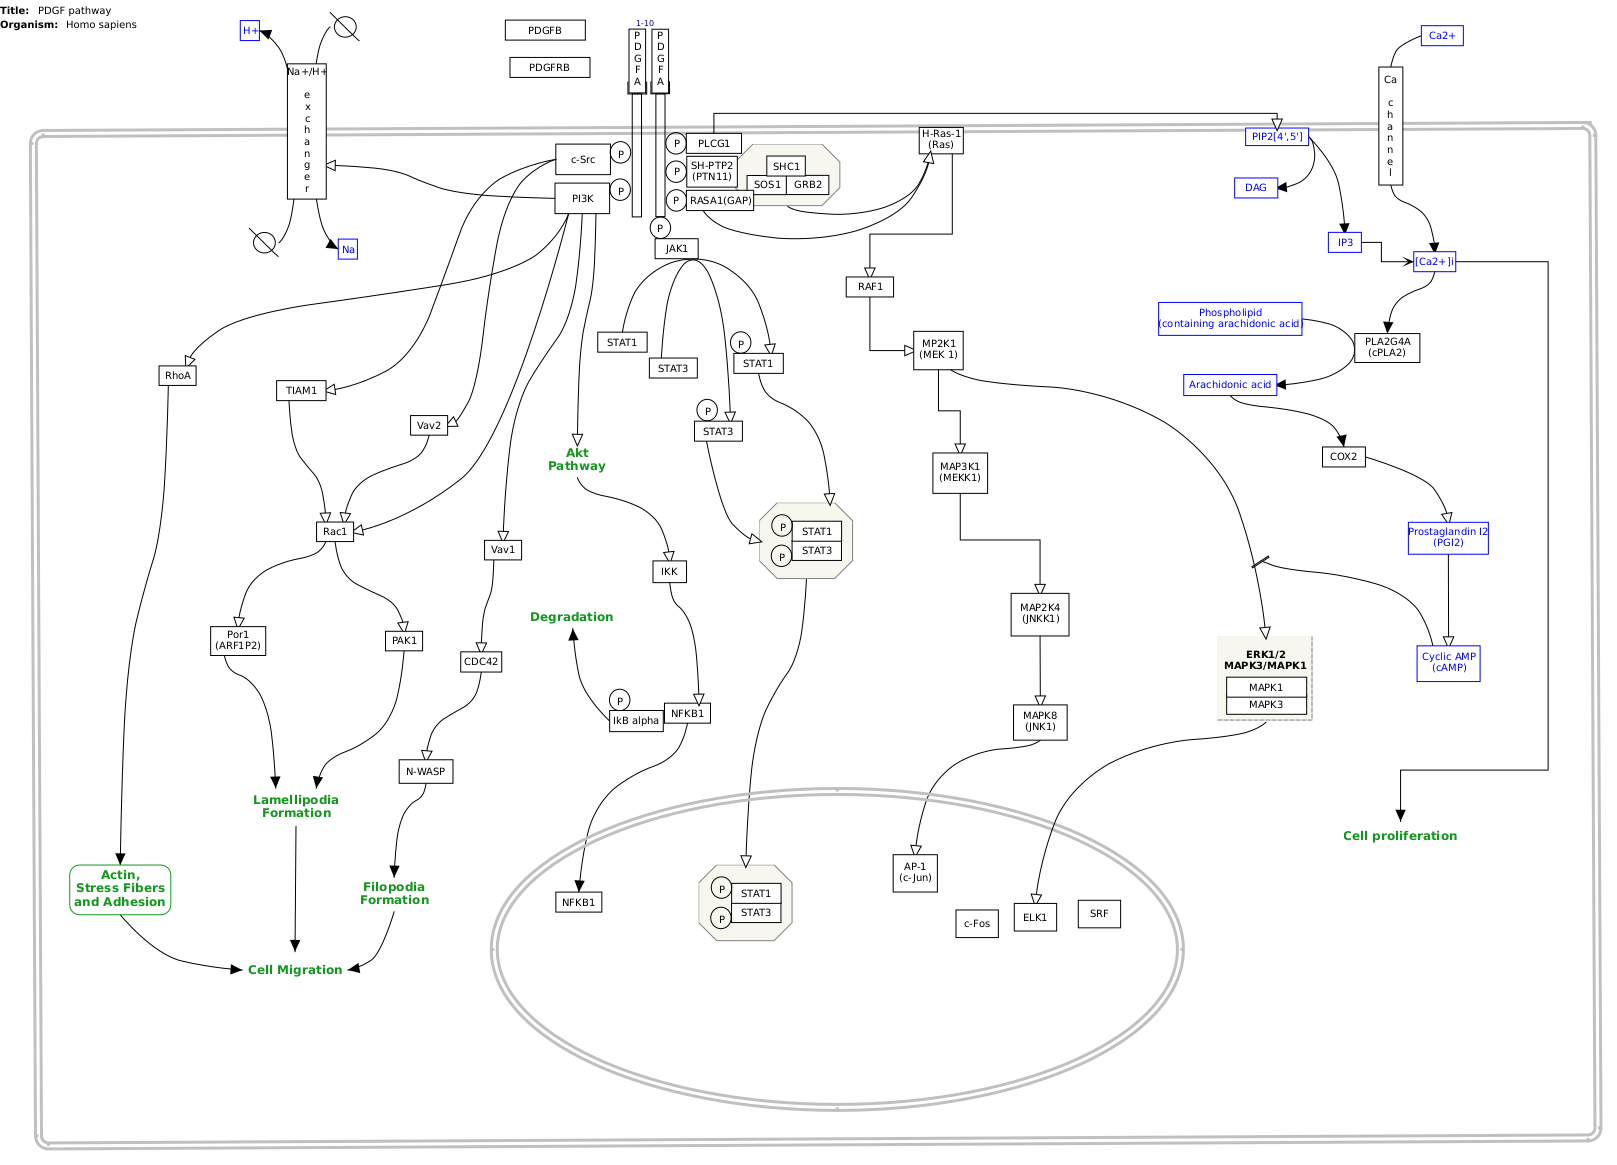 Title: PDGF pathway
Organism: Homo sapiens
H+
Na+/H+
e
x
c
h
a
n
g
e
r
Na
PDGFB
PDGFRB
1-10
P
D
G
F
A
P
D
G
F
A
Ca2+
Ca
c
h
a
n
n
e
l
c-Src
P
PI3K
P
P
PLCG1
P
SH-PTP2
(PTN11)
P
RASA1(GAP)
SHC1
SOS1
GRB2
H-Ras-1
(Ras)
PIP2[4',5']
DAG
IP3
[Ca2+]i
P
JAK1
RAF1
Phospholipid
(containing arachidonic acid)
PLA2G4A
(cPLA2)
STAT1
STAT3
P
STAT1
MP2K1
(MEK 1)
RhoA
TIAM1
Arachidonic acid
Vav2
P
STAT3
Akt
Pathway
MAP3K1
(MEKK1)
COX2
Rac1
Vav1
P
STAT1
P
STAT3
Prostaglandin I2
(PGI2)
IKK
Degradation
MAP2K4
(JNKK1)
Por1
(ARF1P2)
PAK1
CDC42
ERK1/2
MAPK3/MAPK1
MAPK1
MAPK3
Cyclic AMP
(cAMP)
P
IkB alpha
NFKB1
MAPK8
(JNK1)
N-WASP
Lamellipodia
Formation
Cell proliferation
Actin,
Stress Fibers
and Adhesion
Filopodia
Formation
NFKB1
P
STAT1
P
STAT3
AP-1
(c-Jun)
c-Fos
ELK1
SRF
Cell Migration